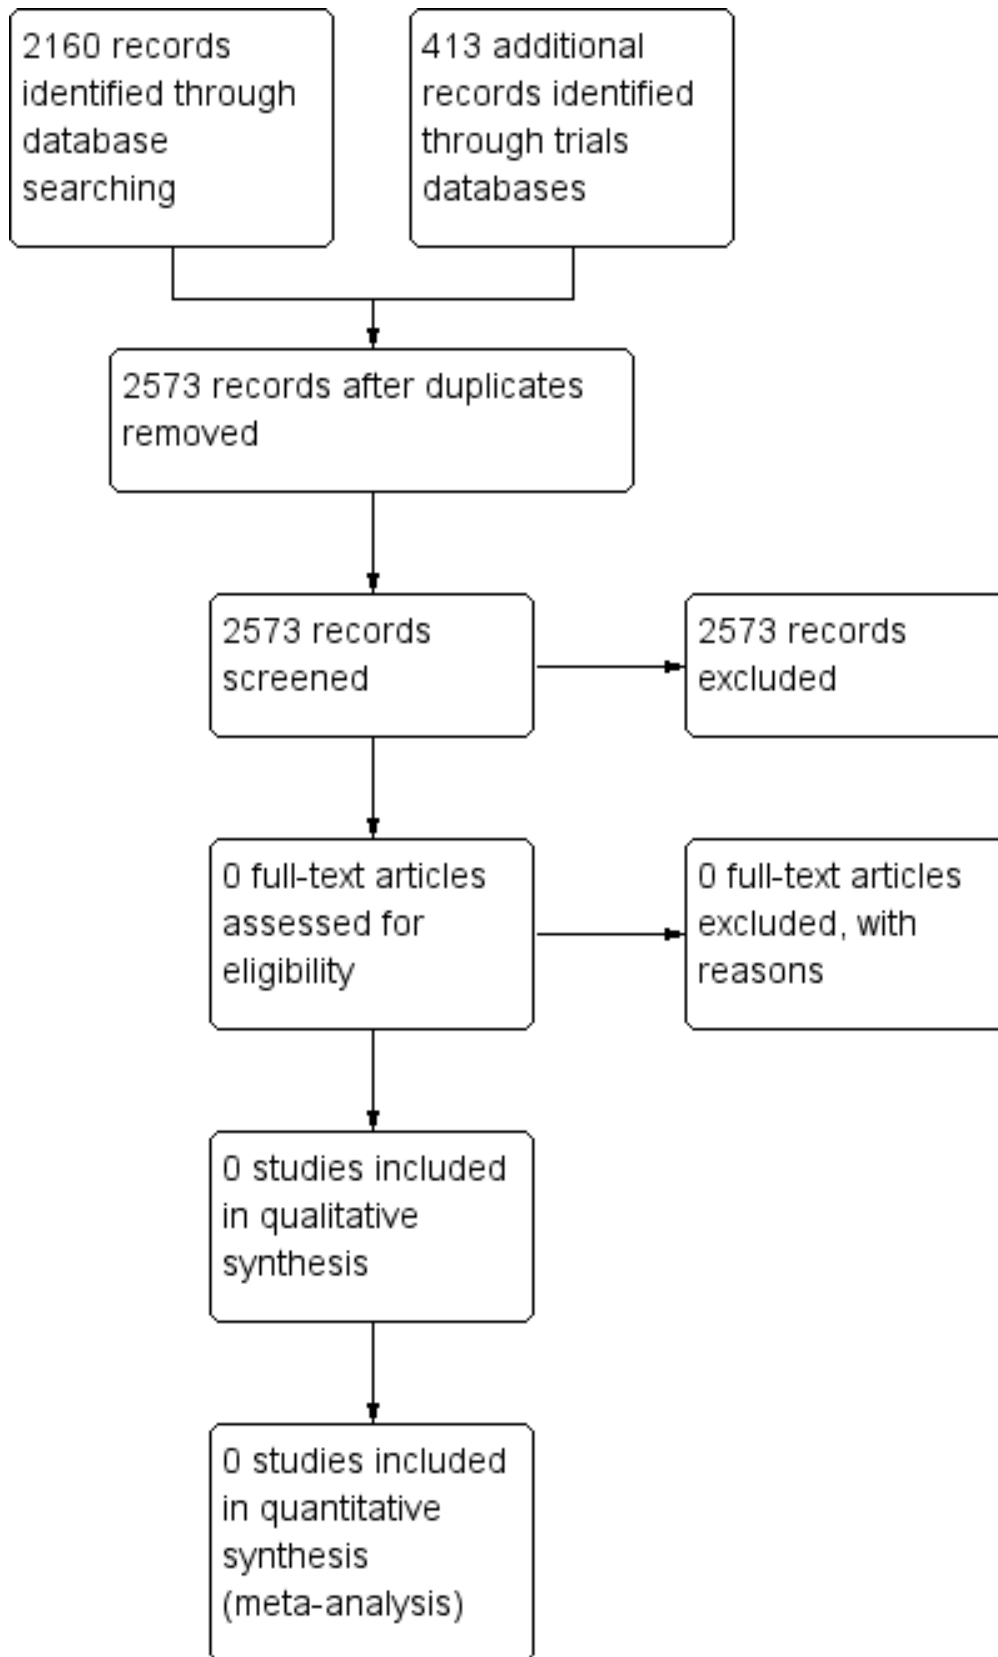 2160 records
identified through
database
searching
413 additional
records identified
through trials
databases
2573 records after duplicates
removed
2573 records
screened
2573 records
excluded
0 full-text articles
assessed for
eligibility
0 full-text articles
excluded, with
reasons
0 studies included
in qualitative
synthesis
0 studies included
in quantitative
synthesis
(meta-analysis)